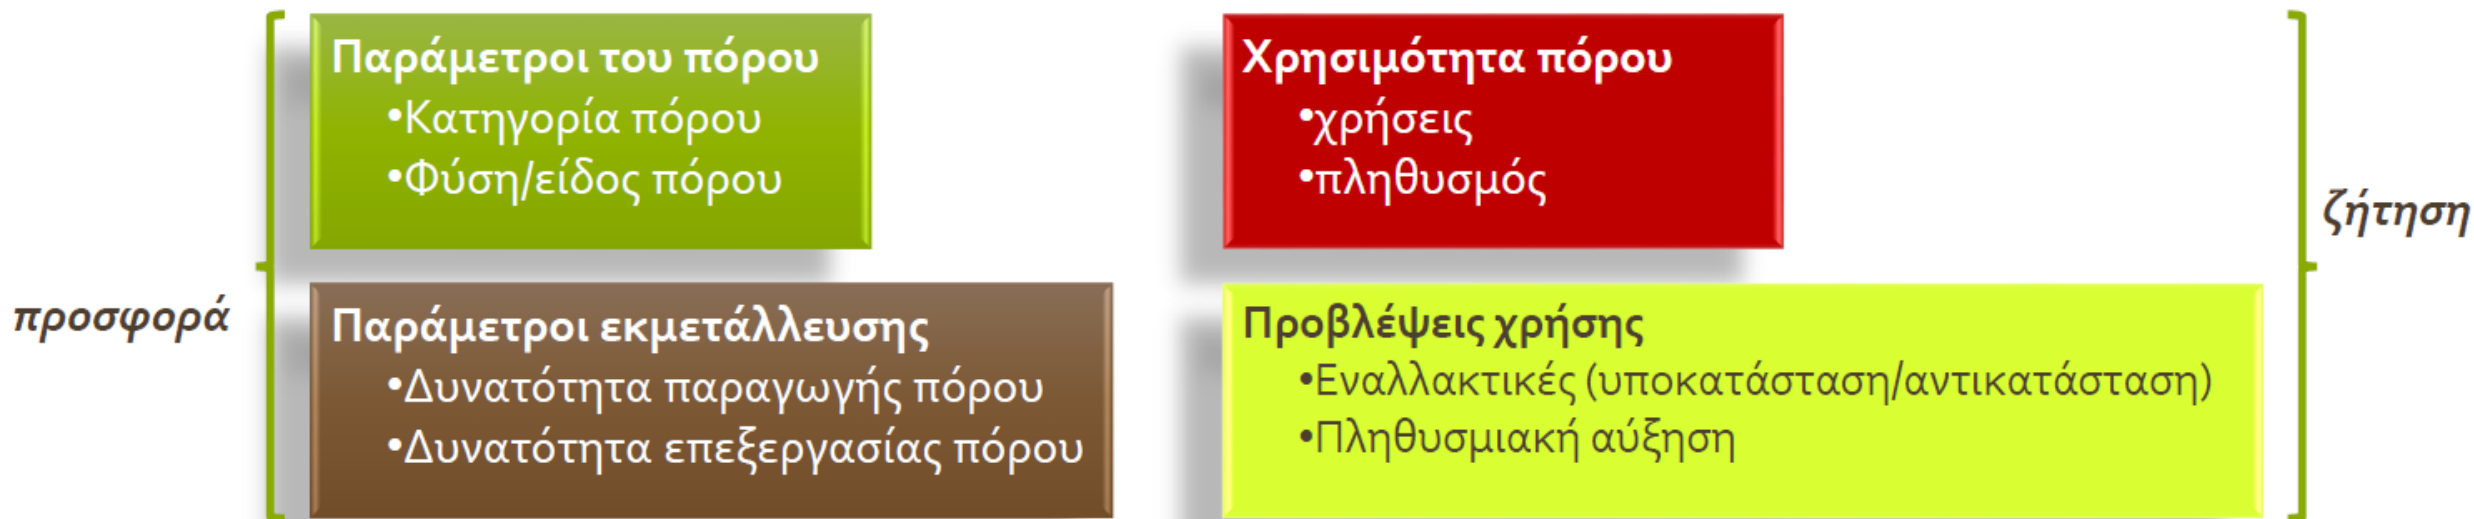 προσφορά
Παράμετροι του πόρου
•Κατηγορία πόρου
•Φύση/είδος πόρου
Παράμετροι εκμετάλλευσης
•Δυνατότητα παραγωγής πόρου
•Δυνατότητα επεξεργασίας πόρου
Χρησιμότητα πόρου
•χρήσεις
•πληθυσμός
Προβλέψεις χρήσης
•Εναλλακτικές (υποκατάσταση/αντικατάσταση)
•Πληθυσμιακή αύξηση
ζήτηση